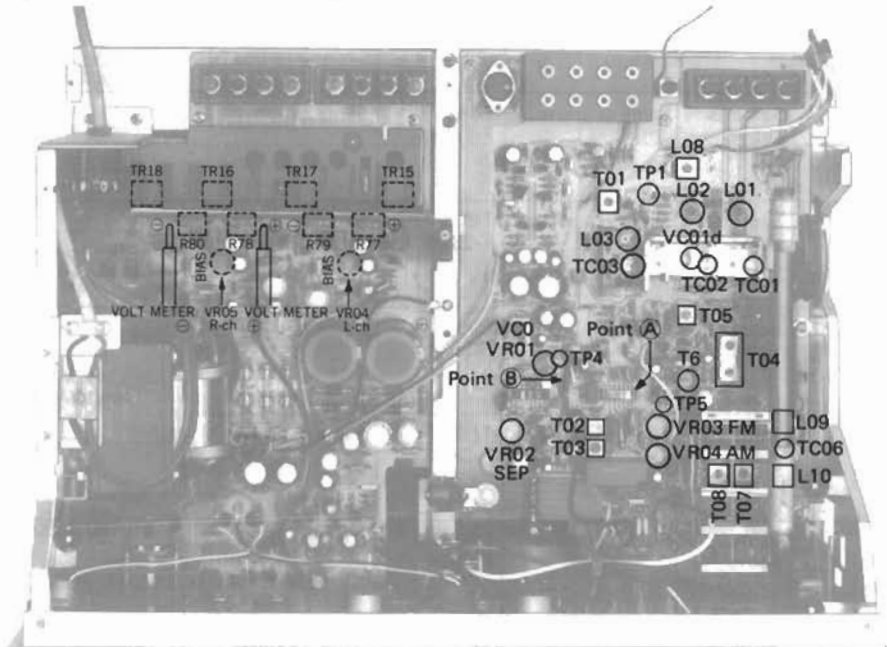 TR18
TR16
TR17
TR15
R80
R78
R79
R77
BIAS
BIAS
VOLT METER
VR05
R-ch
VOLT METER
VR04
L-ch
L08
TP1
T01
L02
L01
L03
VC01d
TC03
TC02
TC01
T05
VC0
VR01
TP4
Point Ⓐ
T6
T04
Point Ⓑ
TP5
T02
T03
VR03 FM
L09
VR02
SEP
VR04 AM
TC06
L10
T08
T07